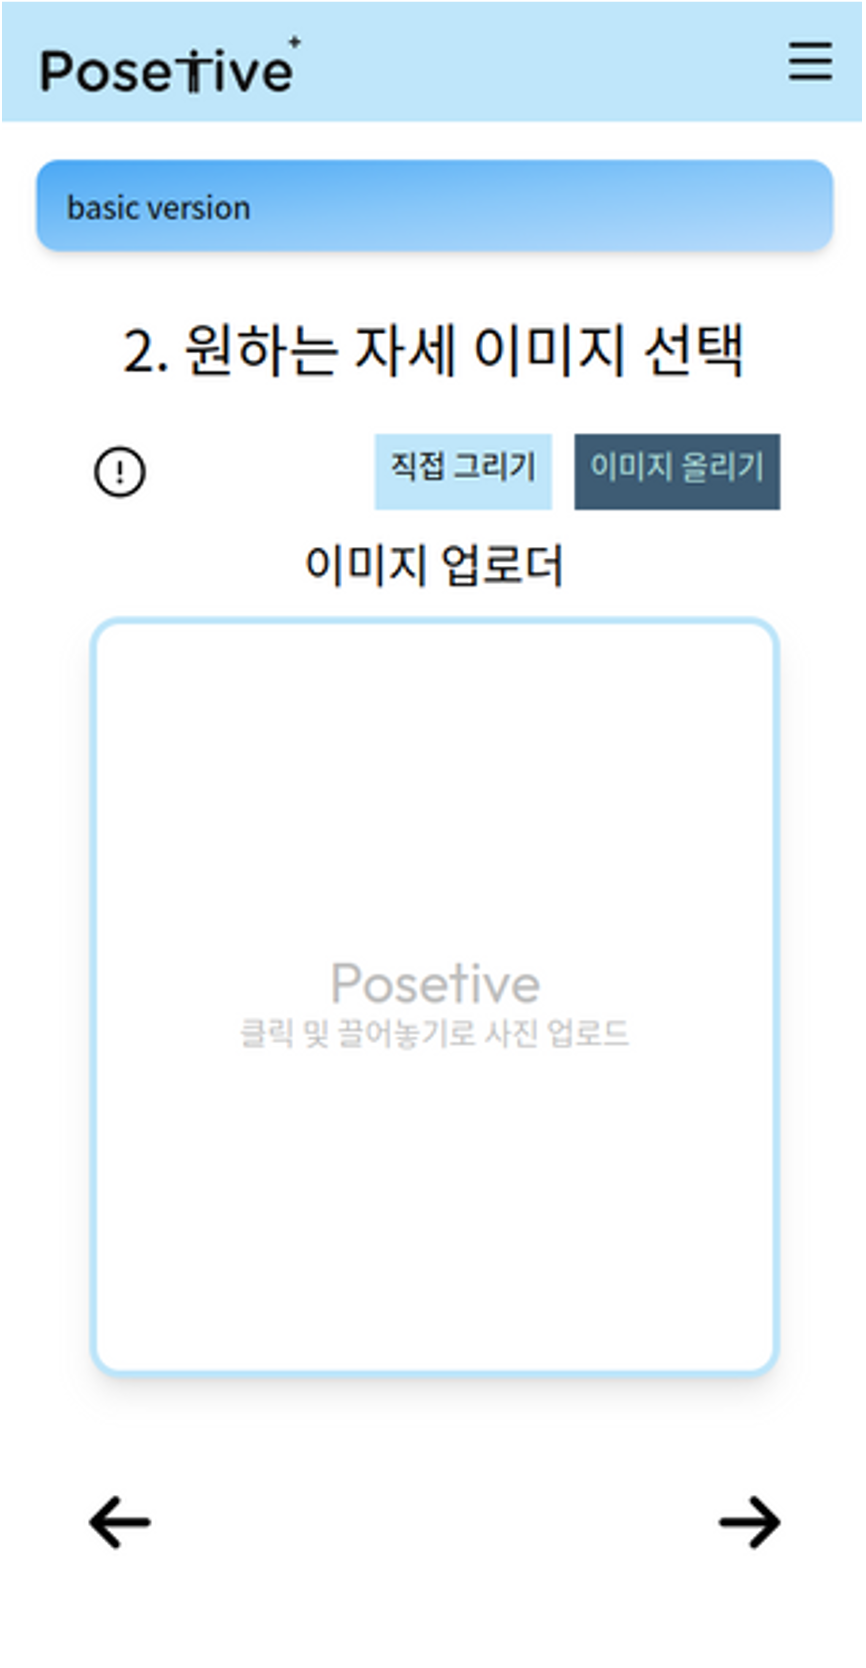 Posetive+
basic version
2. 원하는 자세 이미지 선택
직접 그리기 이미지 올리기
이미지 업로더
Posetive
클릭 및 끌어놓기로 사진 업로드